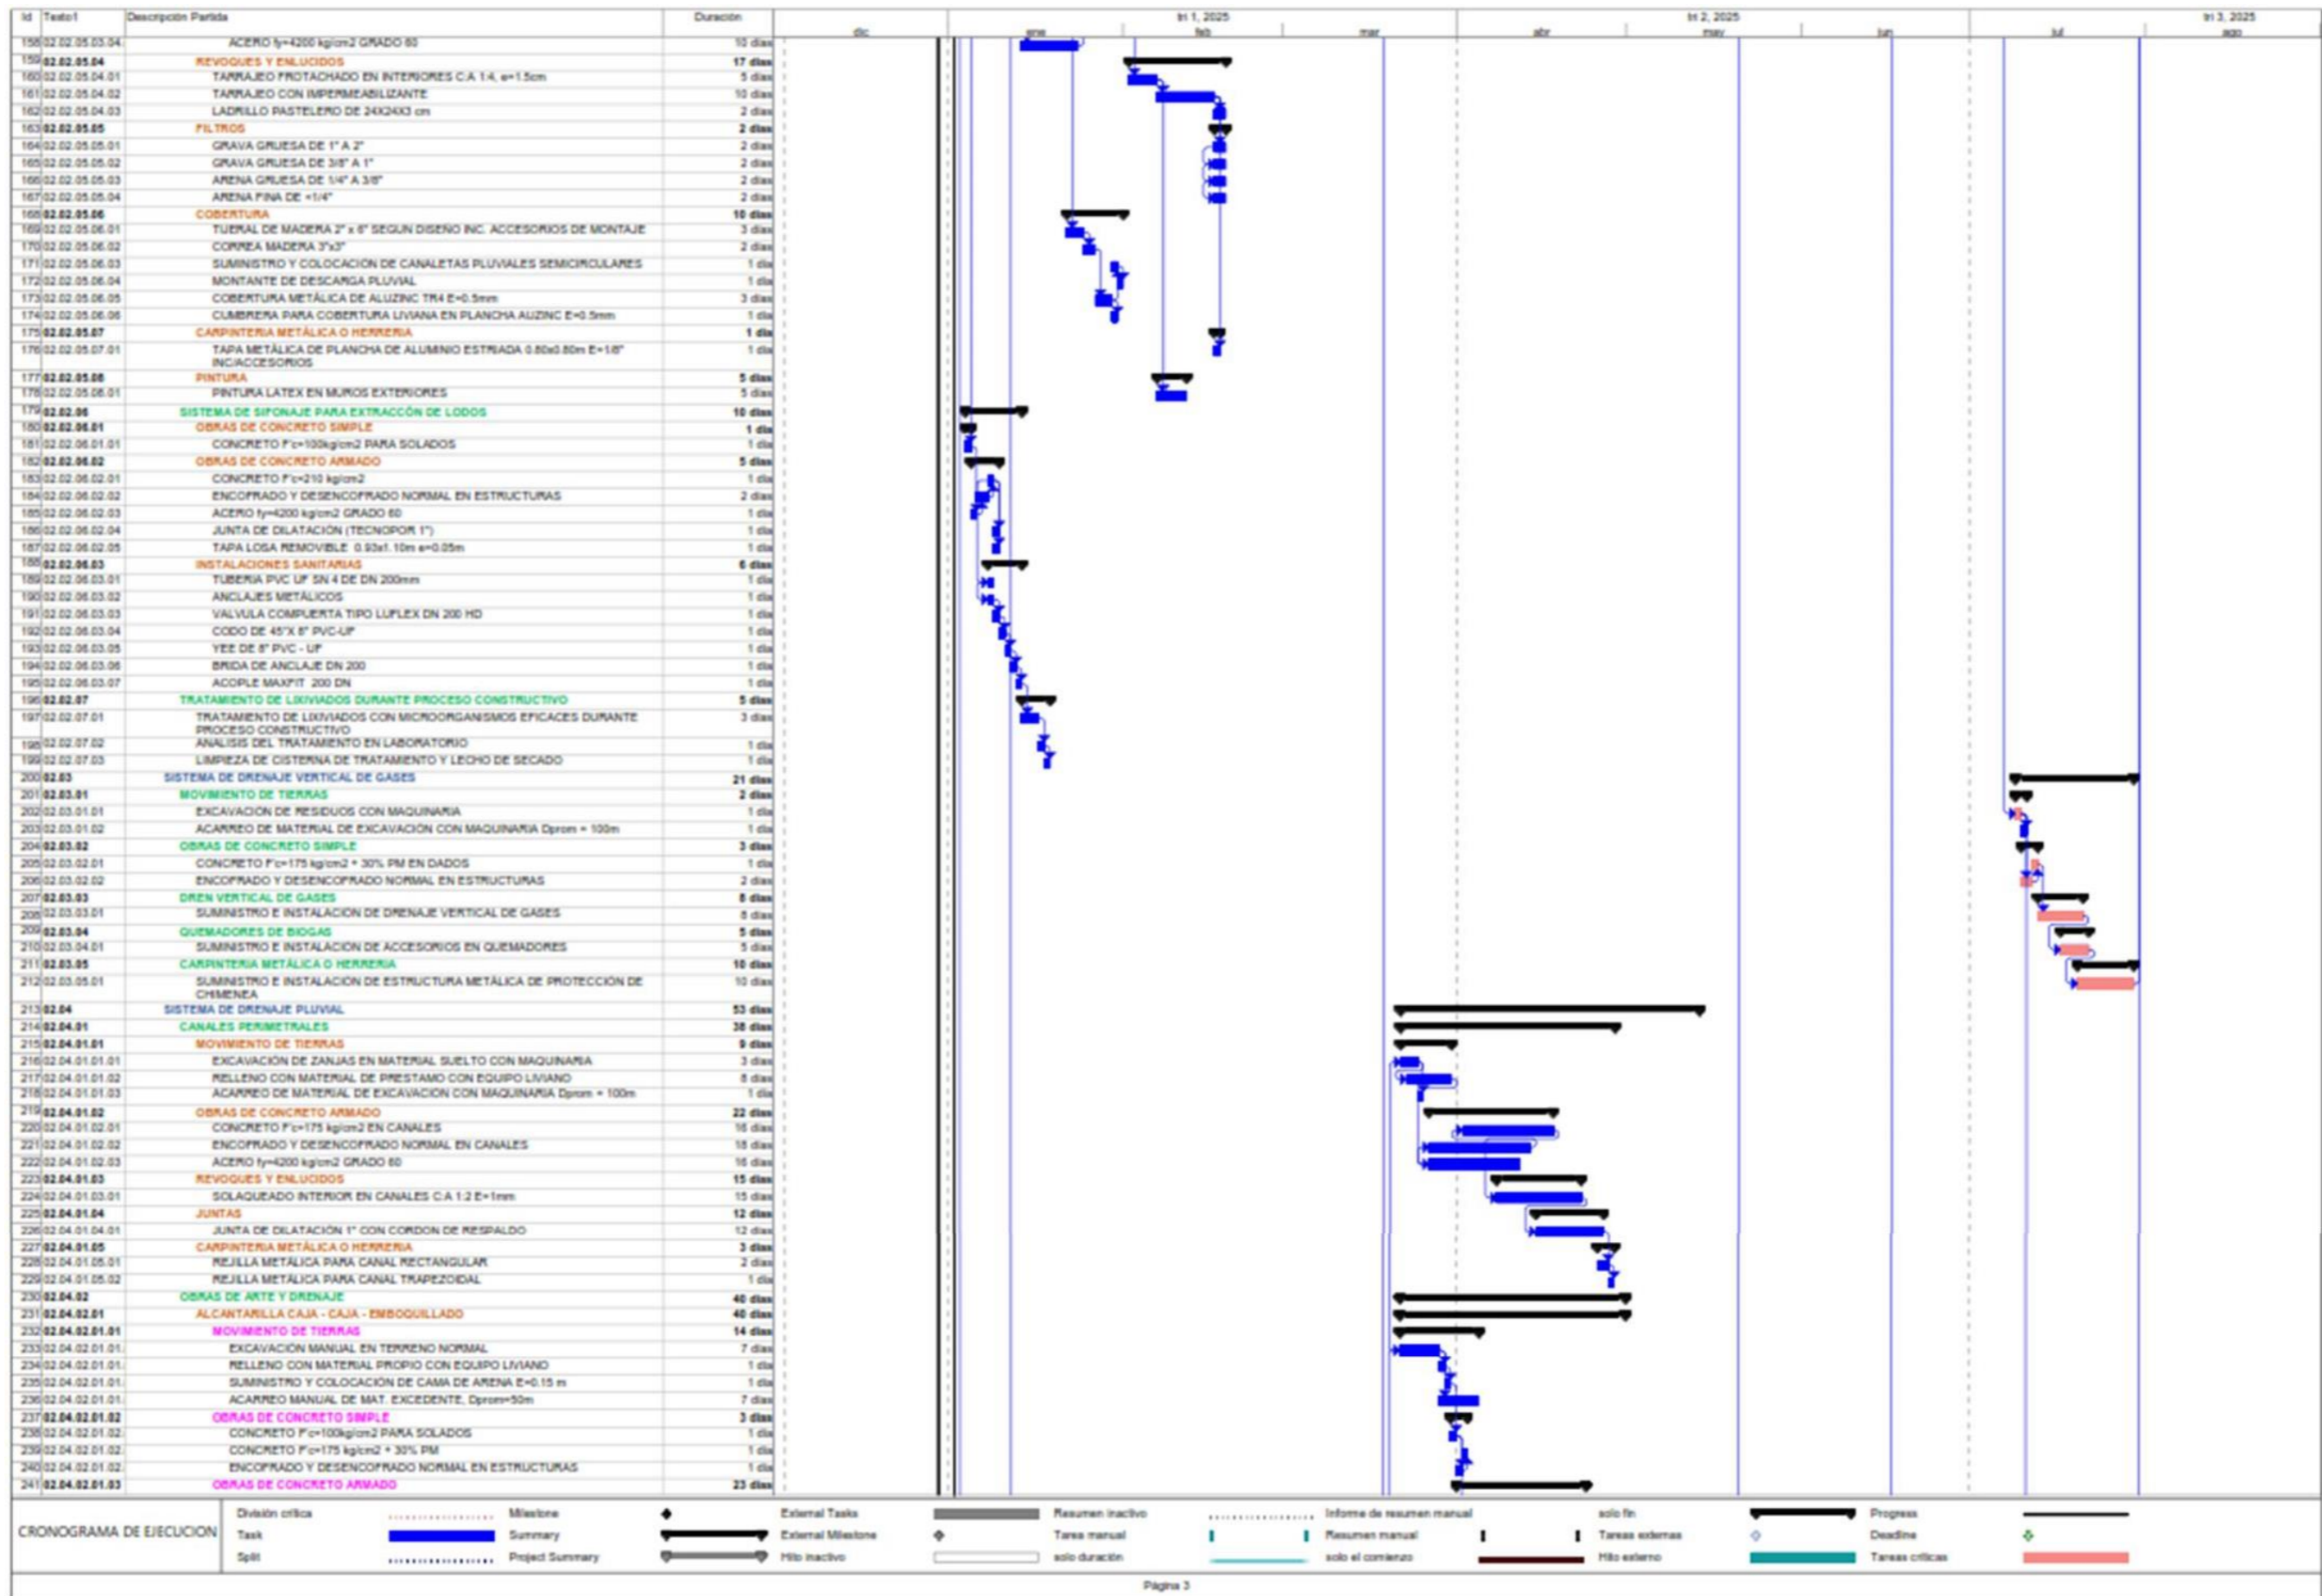 Id Texto1 Descripción Partida Duración tri 1, 2025 tri 2, 2025 tri 3, 2025
dic ene feb mar abr may jun jul ago
158 02.02.05.03.04. ACERO fy=4200 kg/cm2 GRADO 60 10 días
159 02.02.05.04 REVOQUES Y ENLUCIDOS 17 días
160 02.02.05.04.01 TARRAJEO FROTACHADO EN INTERIORES C:A 1:4, e=1.5cm 5 días
161 02.02.05.04.02 TARRAJEO CON IMPERMEABILIZANTE 10 días
162 02.02.05.04.03 LADRILLO PASTELERO DE 24X24X3 cm 2 días
163 02.02.05.05 FILTROS 2 días
164 02.02.05.05.01 GRAVA GRUESA DE 1" A 2" 2 días
165 02.02.05.05.02 GRAVA GRUESA DE 3/8" A 1" 2 días
166 02.02.05.05.03 ARENA GRUESA DE 1/4" A 3/8" 2 días
167 02.02.05.05.04 ARENA FINA DE <1/4" 2 días
168 02.02.05.06 COBERTURA 10 días
169 02.02.05.06.01 TIJERAL DE MADERA 2" x 6" SEGUN DISEÑO INC. ACCESORIOS DE MONTAJE 3 días
170 02.02.05.06.02 CORREA MADERA 3"x3" 2 días
171 02.02.05.06.03 SUMINISTRO Y COLOCACION DE CANALETAS PLUVIALES SEMICIRCULARES 1 día
172 02.02.05.06.04 MONTANTE DE DESCARGA PLUVIAL 1 día
173 02.02.05.06.05 COBERTURA METÁLICA DE ALUZINC TR4 E=0.5mm 3 días
174 02.02.05.06.06 CUMBRERA PARA COBERTURA LIVIANA EN PLANCHA AUZINC E=0.5mm 1 día
175 02.02.05.07 CARPINTERIA METÁLICA O HERRERIA 1 día
176 02.02.05.07.01 TAPA METÁLICA DE PLANCHA DE ALUMINIO ESTRIADA 0.80x0.80m E=1/8" 1 día
INC/ACCESORIOS
177 02.02.05.08 PINTURA 5 días
178 02.02.05.08.01 PINTURA LATEX EN MUROS EXTERIORES 5 días
179 02.02.06 SISTEMA DE SIFONAJE PARA EXTRACCÓN DE LODOS 10 días
180 02.02.06.01 OBRAS DE CONCRETO SIMPLE 1 día
181 02.02.06.01.01 CONCRETO F'c=100kg/cm2 PARA SOLADOS 1 día
182 02.02.06.02 OBRAS DE CONCRETO ARMADO 5 días
183 02.02.06.02.01 CONCRETO F'c=210 kg/cm2 1 día
184 02.02.06.02.02 ENCOFRADO Y DESENCOFRADO NORMAL EN ESTRUCTURAS 2 días
185 02.02.06.02.03 ACERO fy=4200 kg/cm2 GRADO 60 1 día
186 02.02.06.02.04 JUNTA DE DILATACIÓN (TECNOPOR 1") 1 día
187 02.02.06.02.05 TAPA LOSA REMOVIBLE 0.93x1.10m e=0.05m 1 día
188 02.02.06.03 INSTALACIONES SANITARIAS 6 días
189 02.02.06.03.01 TUBERIA PVC UF SN 4 DE DN 200mm 1 día
190 02.02.06.03.02 ANCLAJES METÁLICOS 1 día
191 02.02.06.03.03 VALVULA COMPUERTA TIPO LUFLEX DN 200 HD 1 día
192 02.02.06.03.04 CODO DE 45°X 8" PVC-UF 1 día
193 02.02.06.03.05 YEE DE 8" PVC - UF 1 día
194 02.02.06.03.06 BRIDA DE ANCLAJE DN 200 1 día
195 02.02.06.03.07 ACOPLE MAXFIT 200 DN 1 día
196 02.02.07 TRATAMIENTO DE LIXIVIADOS DURANTE PROCESO CONSTRUCTIVO 5 días
197 02.02.07.01 TRATAMIENTO DE LIXIVIADOS CON MICROORGANISMOS EFICACES DURANTE 3 días
PROCESO CONSTRUCTIVO
198 02.02.07.02 ANALISIS DEL TRATAMIENTO EN LABORATORIO 1 día
199 02.02.07.03 LIMPIEZA DE CISTERNA DE TRATAMIENTO Y LECHO DE SECADO 1 día
200 02.03 SISTEMA DE DRENAJE VERTICAL DE GASES 21 días
201 02.03.01 MOVIMIENTO DE TIERRAS 2 días
202 02.03.01.01 EXCAVACIÓN DE RESIDUOS CON MAQUINARIA 1 día
203 02.03.01.02 ACARREO DE MATERIAL DE EXCAVACIÓN CON MAQUINARIA Dprom = 100m 1 día
204 02.03.02 OBRAS DE CONCRETO SIMPLE 3 días
205 02.03.02.01 CONCRETO F'c=175 kg/cm2 + 30% PM EN DADOS 1 día
206 02.03.02.02 ENCOFRADO Y DESENCOFRADO NORMAL EN ESTRUCTURAS 2 días
207 02.03.03 DREN VERTICAL DE GASES 8 días
208 02.03.03.01 SUMINISTRO E INSTALACION DE DRENAJE VERTICAL DE GASES 8 días
209 02.03.04 QUEMADORES DE BIOGAS 5 días
210 02.03.04.01 SUMINISTRO E INSTALACION DE ACCESORIOS EN QUEMADORES 5 días
211 02.03.05 CARPINTERIA METÁLICA O HERRERIA 10 días
212 02.03.05.01 SUMINISTRO E INSTALACION DE ESTRUCTURA METÁLICA DE PROTECCIÓN DE 10 días
CHIMENEA
213 02.04 SISTEMA DE DRENAJE PLUVIAL 53 días
214 02.04.01 CANALES PERIMETRALES 38 días
215 02.04.01.01 MOVIMIENTO DE TIERRAS 9 días
216 02.04.01.01.01 EXCAVACIÓN DE ZANJAS EN MATERIAL SUELTO CON MAQUINARIA 3 días
217 02.04.01.01.02 RELLENO CON MATERIAL DE PRESTAMO CON EQUIPO LIVIANO 8 días
218 02.04.01.01.03 ACARREO DE MATERIAL DE EXCAVACION CON MAQUINARIA Dprom = 100m 1 día
219 02.04.01.02 OBRAS DE CONCRETO ARMADO 22 días
220 02.04.01.02.01 CONCRETO F'c=175 kg/cm2 EN CANALES 16 días
221 02.04.01.02.02 ENCOFRADO Y DESENCOFRADO NORMAL EN CANALES 18 días
222 02.04.01.02.03 ACERO fy=4200 kg/cm2 GRADO 60 16 días
223 02.04.01.03 REVOQUES Y ENLUCIDOS 15 días
224 02.04.01.03.01 SOLAQUEADO INTERIOR EN CANALES C:A 1:2 E=1mm 15 días
225 02.04.01.04 JUNTAS 12 días
226 02.04.01.04.01 JUNTA DE DILATACIÓN 1" CON CORDON DE RESPALDO 12 días
227 02.04.01.05 CARPINTERIA METÁLICA O HERRERIA 3 días
228 02.04.01.05.01 REJILLA METÁLICA PARA CANAL RECTANGULAR 2 días
229 02.04.01.05.02 REJILLA METÁLICA PARA CANAL TRAPEZOIDAL 1 día
230 02.04.02 OBRAS DE ARTE Y DRENAJE 40 días
231 02.04.02.01 ALCANTARILLA CAJA - CAJA - EMBOQUILLADO 40 días
232 02.04.02.01.01 MOVIMIENTO DE TIERRAS 14 días
233 02.04.02.01.01. EXCAVACIÓN MANUAL EN TERRENO NORMAL 7 días
234 02.04.02.01.01. RELLENO CON MATERIAL PROPIO CON EQUIPO LIVIANO 1 día
235 02.04.02.01.01. SUMINISTRO Y COLOCACIÓN DE CAMA DE ARENA E=0.15 m 1 día
236 02.04.02.01.01. ACARREO MANUAL DE MAT. EXCEDENTE, Dprom=50m 7 días
237 02.04.02.01.02 OBRAS DE CONCRETO SIMPLE 3 días
238 02.04.02.01.02. CONCRETO F'c=100kg/cm2 PARA SOLADOS 1 día
239 02.04.02.01.02. CONCRETO F'c=175 kg/cm2 + 30% PM 1 día
240 02.04.02.01.02. ENCOFRADO Y DESENCOFRADO NORMAL EN ESTRUCTURAS 1 día
241 02.04.02.01.03 OBRAS DE CONCRETO ARMADO 23 días
CRONOGRAMA DE EJECUCION
División crítica Milestone External Tasks Resumen inactivo Informe de resumen manual solo fin Progress
Task Summary External Milestone Tarea manual Resumen manual Tareas externas Deadline
Split Project Summary Hito inactivo solo duración solo el comienzo Hito externo Tareas críticas
Página 3